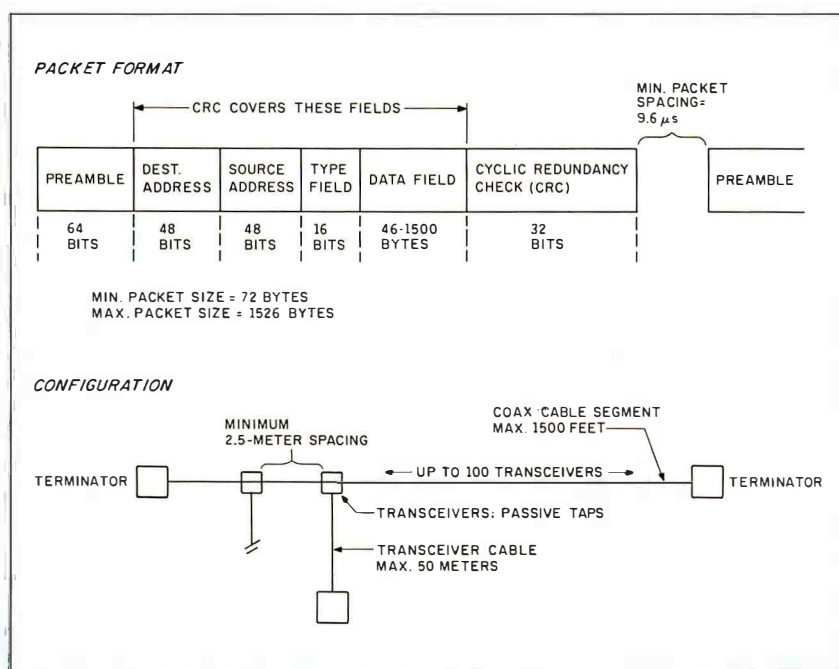 PACKET FORMAT
CRC COVERS THESE FIELDS
MIN. PACKET
SPACING=
9.6 μs
PREAMBLE
DEST.
ADDRESS
SOURCE
ADDRESS
TYPE
FIELD
DATA FIELD
CYCLIC REDUNDANCY
CHECK (CRC)
PREAMBLE
64
BITS
48
BITS
48
BITS
16
BITS
46-1500
BYTES
32
BITS
MIN. PACKET SIZE = 72 BYTES
MAX. PACKET SIZE = 1526 BYTES
CONFIGURATION
MINIMUM
2.5-METER SPACING
COAX CABLE SEGMENT
MAX. 1500 FEET
TERMINATOR
UP TO 100 TRANSCEIVERS
TERMINATOR
TRANSCEIVERS; PASSIVE TAPS
TRANSCEIVER CABLE
MAX. 50 METERS